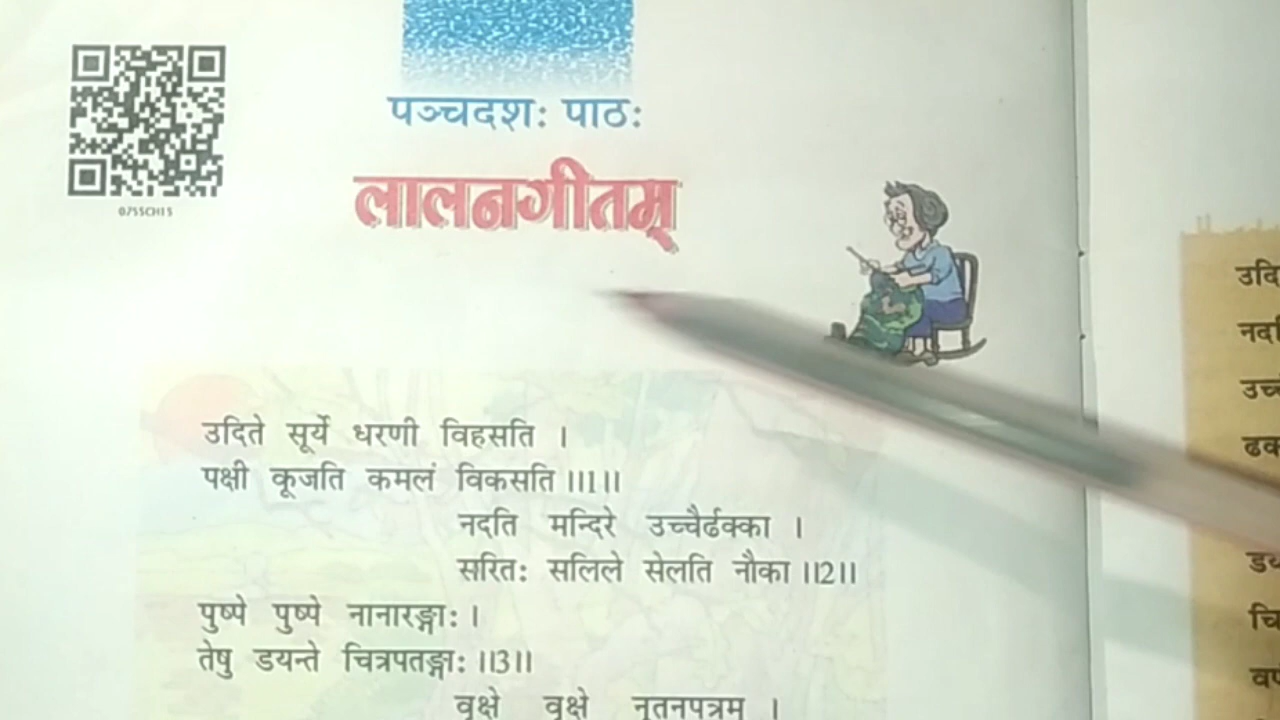 पञ्चदशः पाठः
0755CH15
लालनगीतम्
उदिते सूर्ये धरणी विहसति ।
पक्षी कूजति कमलं विकसति ।।1।।
नदति मन्दिरे उच्चैर्ढक्का ।
सरितः सलिले सेलति नौका ।।2।।
पुष्पे पुष्पे नानारङ्गाः ।
तेषु डयन्ते चित्रपतङ्गाः ।।3।।
वृक्षे वृक्षे नूतनपत्रम् ।